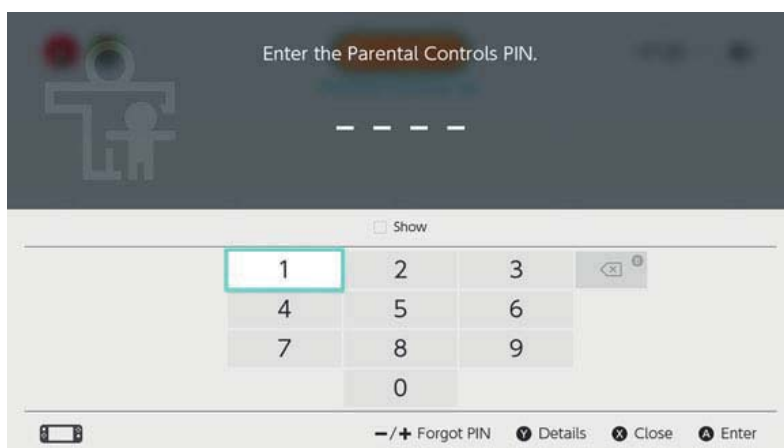 Enter the Parental Controls PIN.
Show
1 2 3
4 5 6
7 8 9
0
−/+ Forgot PIN Y Details X Close A Enter